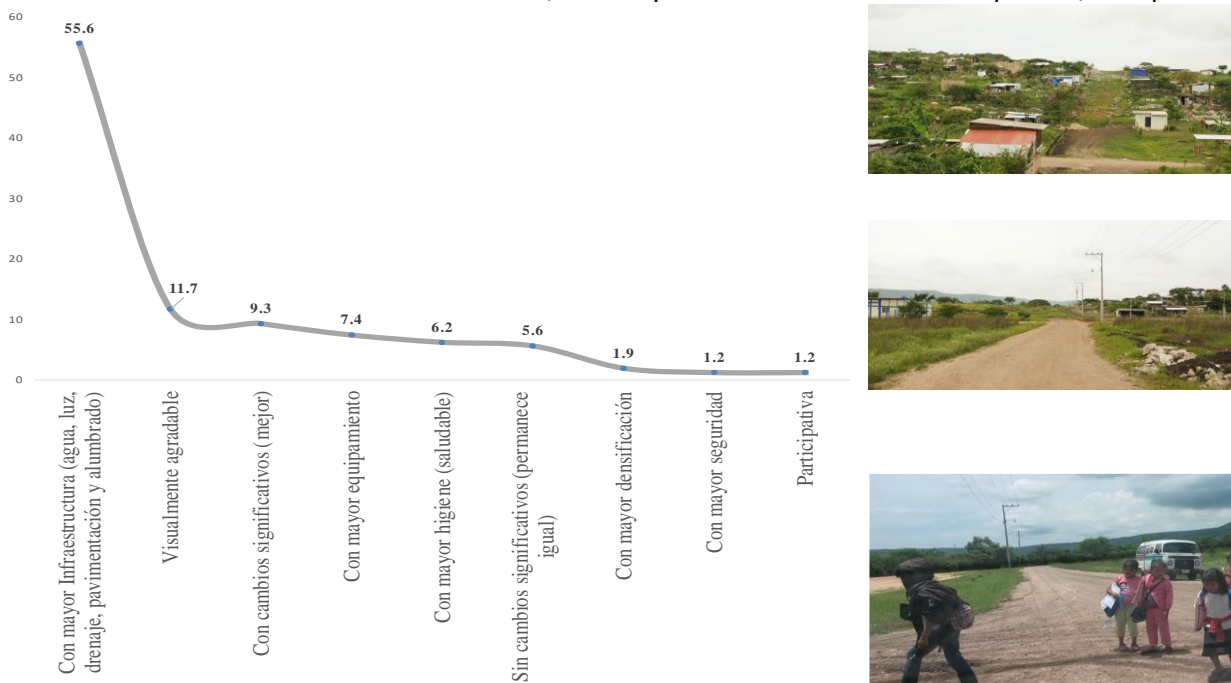 60
55.6
50
40
30
20
11.7
10
9.3
7.4
6.2
5.6
1.9
1.2
1.2
0
Con mayor Infraestructura (agua, luz,
drenaje, pavimentación y alumbrado)
Visualmente agradable
Con cambios significativos (mejor)
Con mayor equipamiento
Con mayor higiene (saludable)
Sin cambios significativos (permanece
igual)
Con mayor densificación
Con mayor seguridad
Participativa